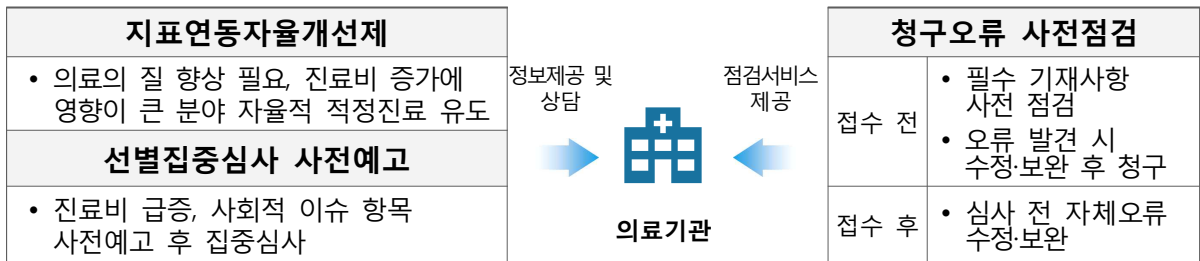 지표연동자율개선제
• 의료의 질 향상 필요, 진료비 증가에
영향이 큰 분야 자율적 적정진료 유도
선별집중심사 사전예고
• 진료비 급증, 사회적 이슈 항목
사전예고 후 집중심사
정보제공 및
상담
의료기관
점검서비스
제공
청구오류 사전점검
접수 전
• 필수 기재사항
사전 점검
• 오류 발견 시
수정·보완 후 청구
접수 후
• 심사 전 자체오류
수정·보완